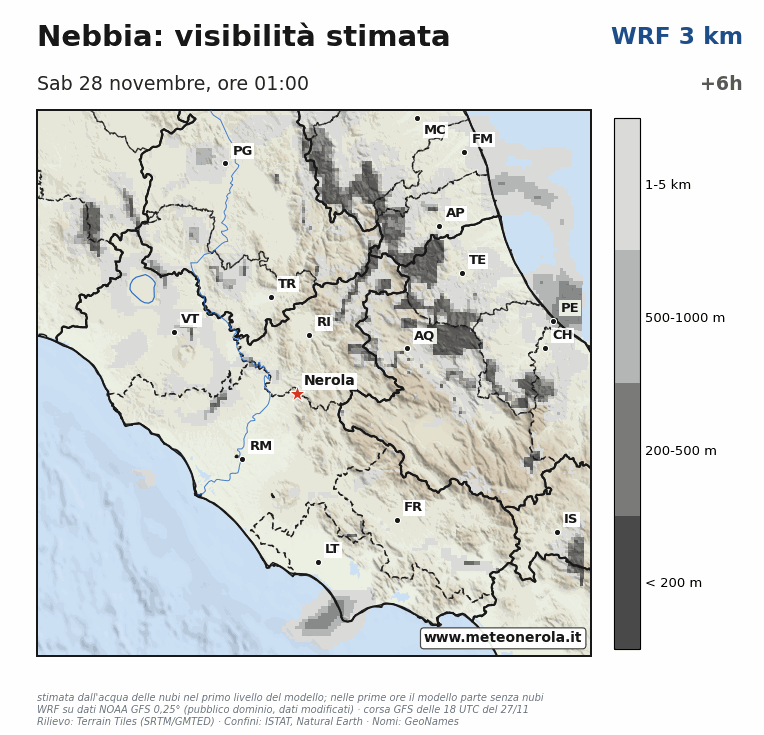 Nebbia: visibilità stimata
WRF 3 km
Sab 28 novembre, ore 01:00
+6h
MC
FM
PG
AP
TE
TR
PE
VT
RI
AQ
CH
Nerola
RM
FR
IS
LT
www.meteonerola.it
1-5 km
500-1000 m
200-500 m
< 200 m
stimata dall'acqua delle nubi nel primo livello del modello; nelle prime ore il modello parte senza nubi
WRF su dati NOAA GFS 0,25° (pubblico dominio, dati modificati) · corsa GFS delle 18 UTC del 27/11
Rilievo: Terrain Tiles (SRTM/GMTED) · Confini: ISTAT, Natural Earth · Nomi: GeoNames